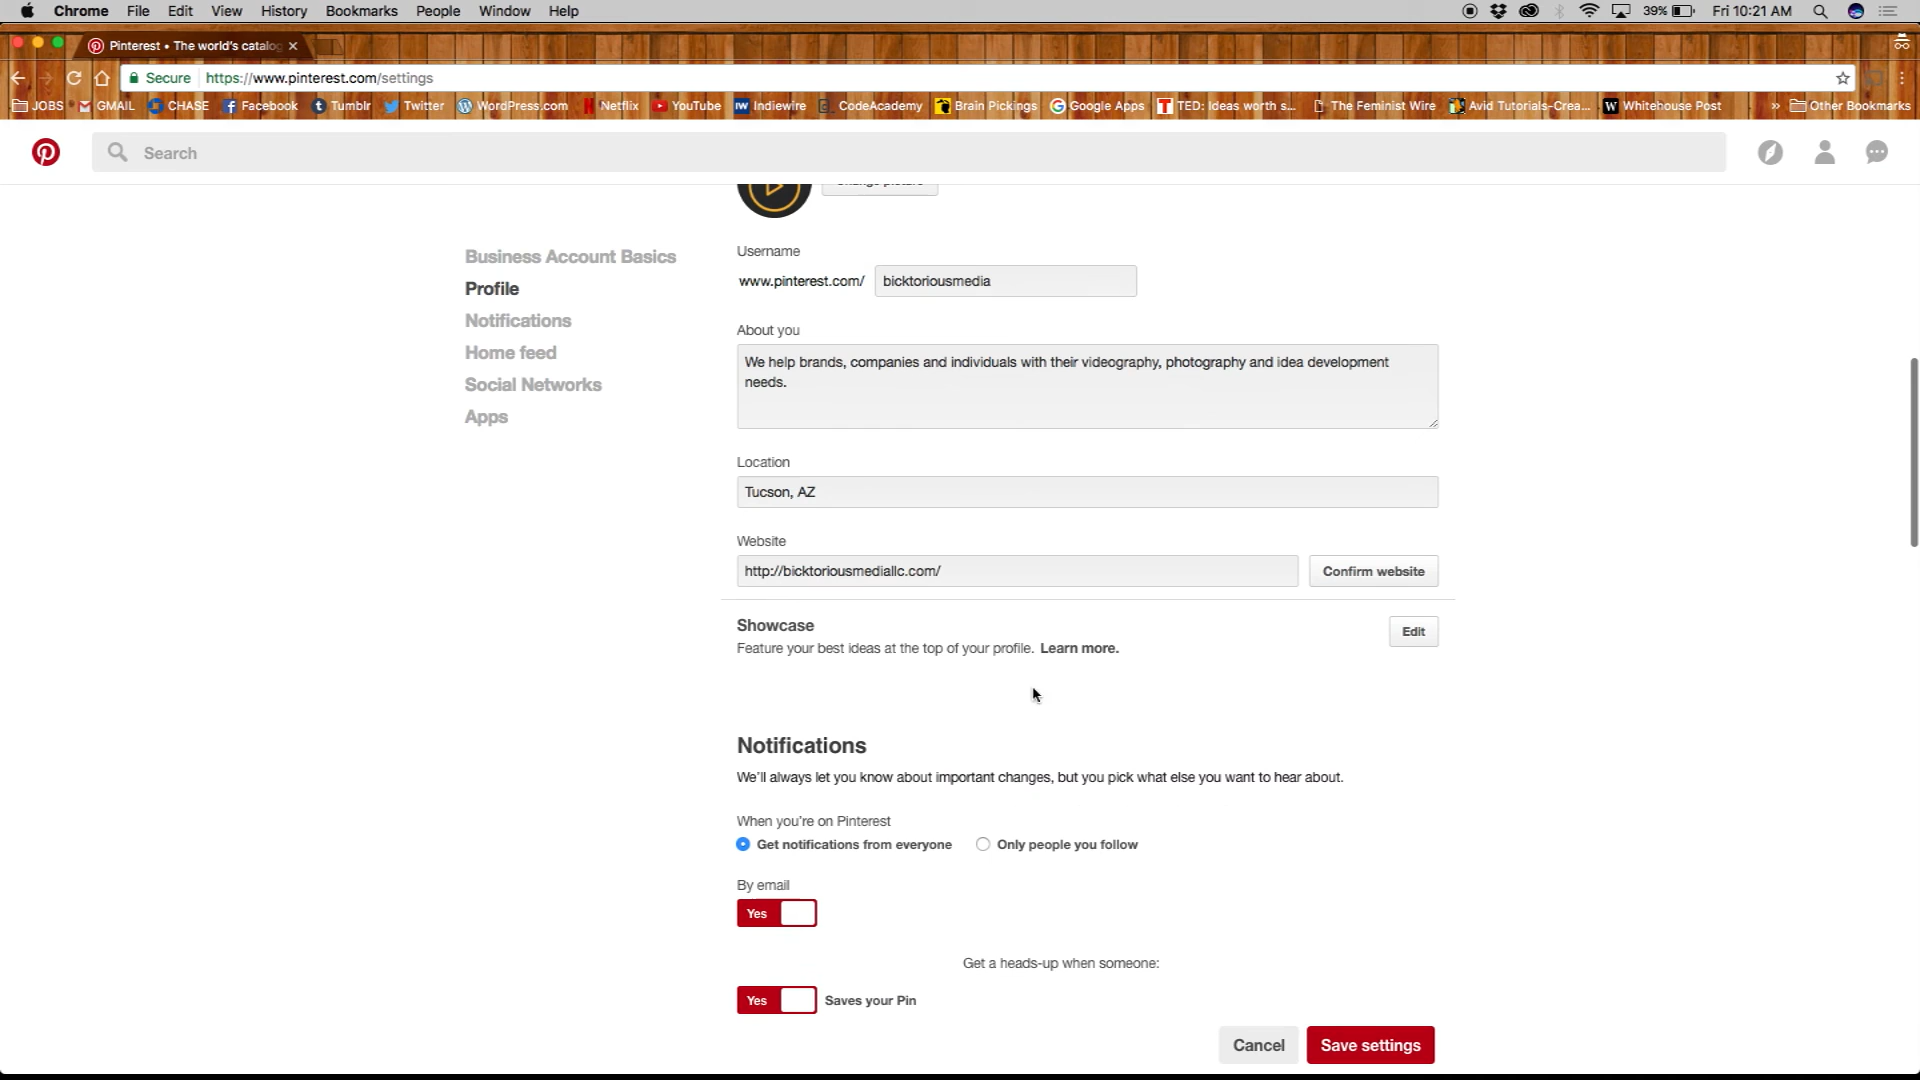 Chrome File Edit View History Bookmarks People Window Help 39% Fri 10:21 AM
Pinterest • The world's catalog
Secure https://www.pinterest.com/settings
JOBS GMAIL CHASE Facebook Tumblr Twitter WordPress.com Netflix YouTube Indiewire CodeAcademy Brain Pickings Google Apps TED: Ideas worth s... The Feminist Wire Avid Tutorials-Crea... Whitehouse Post » Other Bookmarks
Search
Change picture
Business Account Basics
Profile
Notifications
Home feed
Social Networks
Apps
Username
www.pinterest.com/ bicktoriousmedia
About you
We help brands, companies and individuals with their videography, photography and idea development
needs.
Location
Tucson, AZ
Website
http://bicktoriousmediallc.com/ Confirm website
Showcase
Feature your best ideas at the top of your profile. Learn more.
Edit
Notifications
We'll always let you know about important changes, but you pick what else you want to hear about.
When you're on Pinterest
Get notifications from everyone Only people you follow
By email
Yes
Get a heads-up when someone:
Yes Saves your Pin
Cancel Save settings